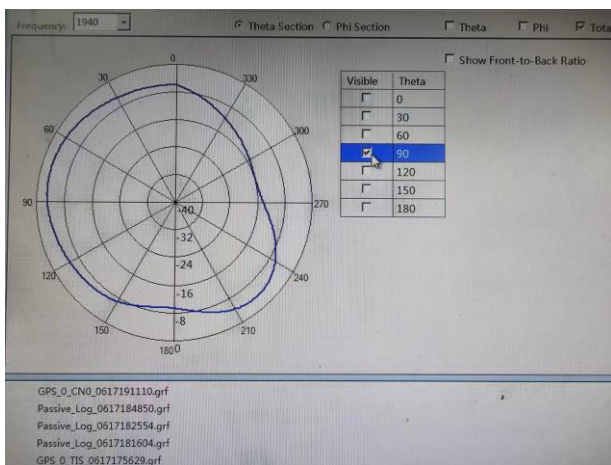 Frequency: 1940 Theta Section Phi Section Theta Phi Tota
Show Front-to-Back Ratio
0
30 330
60 300
90 270
120 240
150 210
180
-40
-32
-24
-16
-8
0
Visible Theta
0
30
60
90
120
150
180
GPS_0_CN0_0617191110.grf
Passive_Log_0617184850.grf
Passive_Log_0617182554.grf
Passive_Log_0617181604.grf
GPS_0_TIS_0617175629.grf